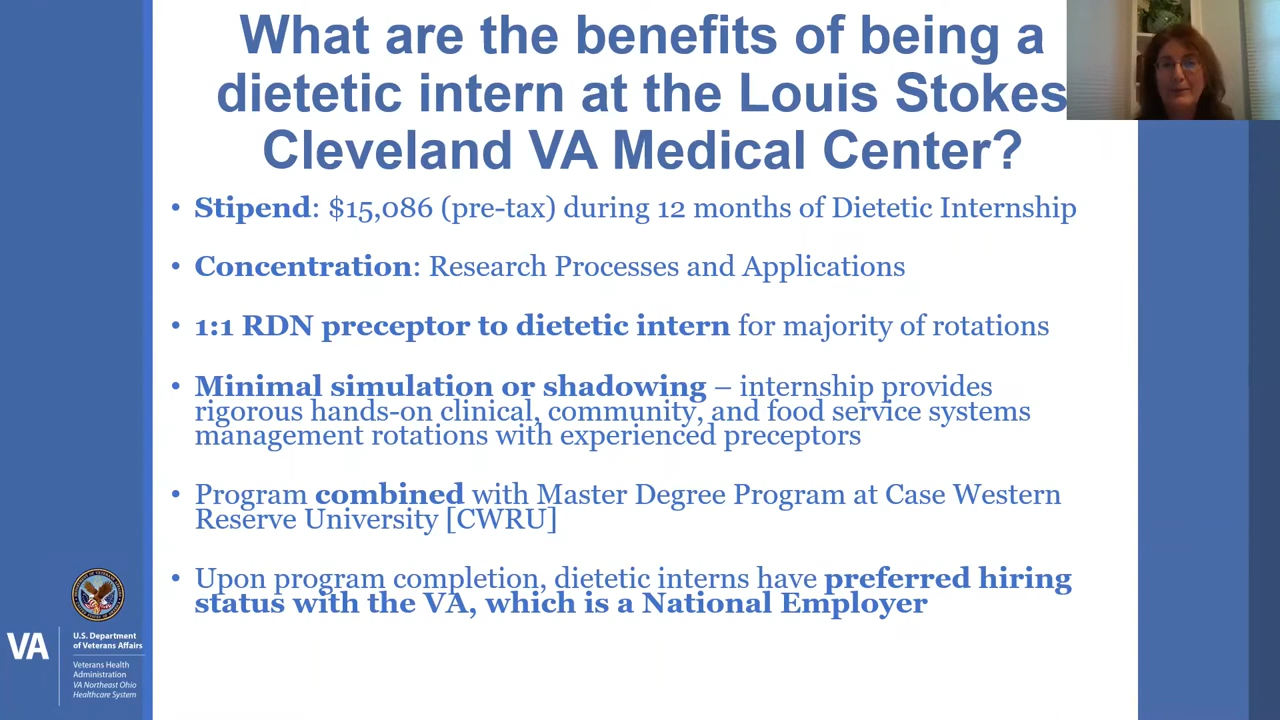 What are the benefits of being a
dietetic intern at the Louis Stokes
Cleveland VA Medical Center?
• Stipend: $15,086 (pre-tax) during 12 months of Dietetic Internship
• Concentration: Research Processes and Applications
• 1:1 RDN preceptor to dietetic intern for majority of rotations
• Minimal simulation or shadowing – internship provides
rigorous hands-on clinical, community, and food service systems
management rotations with experienced preceptors
• Program combined with Master Degree Program at Case Western
Reserve University [CWRU]
• Upon program completion, dietetic interns have preferred hiring
status with the VA, which is a National Employer
VA
U.S. Department
of Veterans Affairs
Veterans Health
Administration
VA Northeast Ohio
Healthcare System